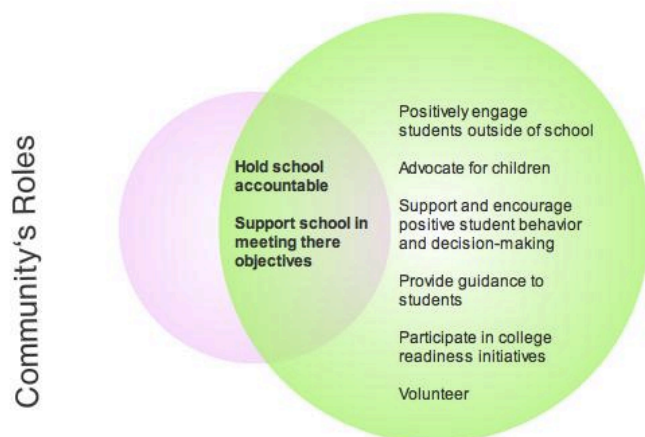 Community's Roles
Hold school
accountable
Support school in
meeting there
objectives
Positively engage
students outside of school
Advocate for children
Support and encourage
positive student behavior
and decision-making
Provide guidance to
students
Participate in college
readiness initiatives
Volunteer